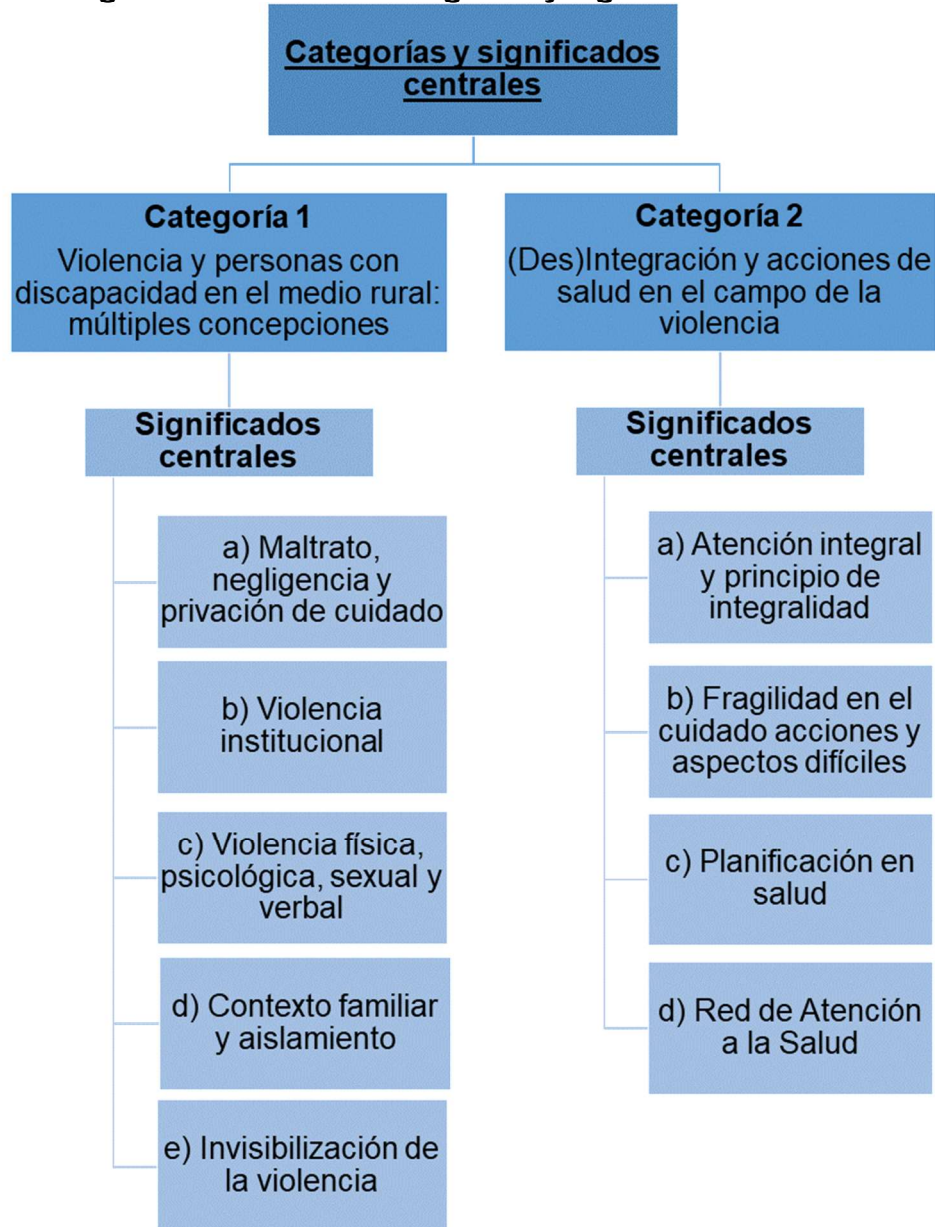 Categorías y significados
centrales
Categoría 1
Violencia y personas con
discapacidad en el medio rural:
múltiples concepciones
Significados
centrales
a) Maltrato,
negligencia y
privación de cuidado
b) Violencia
institucional
c) Violencia física,
psicológica, sexual y
verbal
d) Contexto familiar
y aislamiento
e) Invisibilización de
la violencia
Categoría 2
(Des)Integración y acciones de
salud en el campo de la
violencia
Significados
centrales
a) Atención integral
y principio de
integralidad
b) Fragilidad en el
cuidado acciones y
aspectos difíciles
c) Planificación en
salud
d) Red de Atención
a la Salud